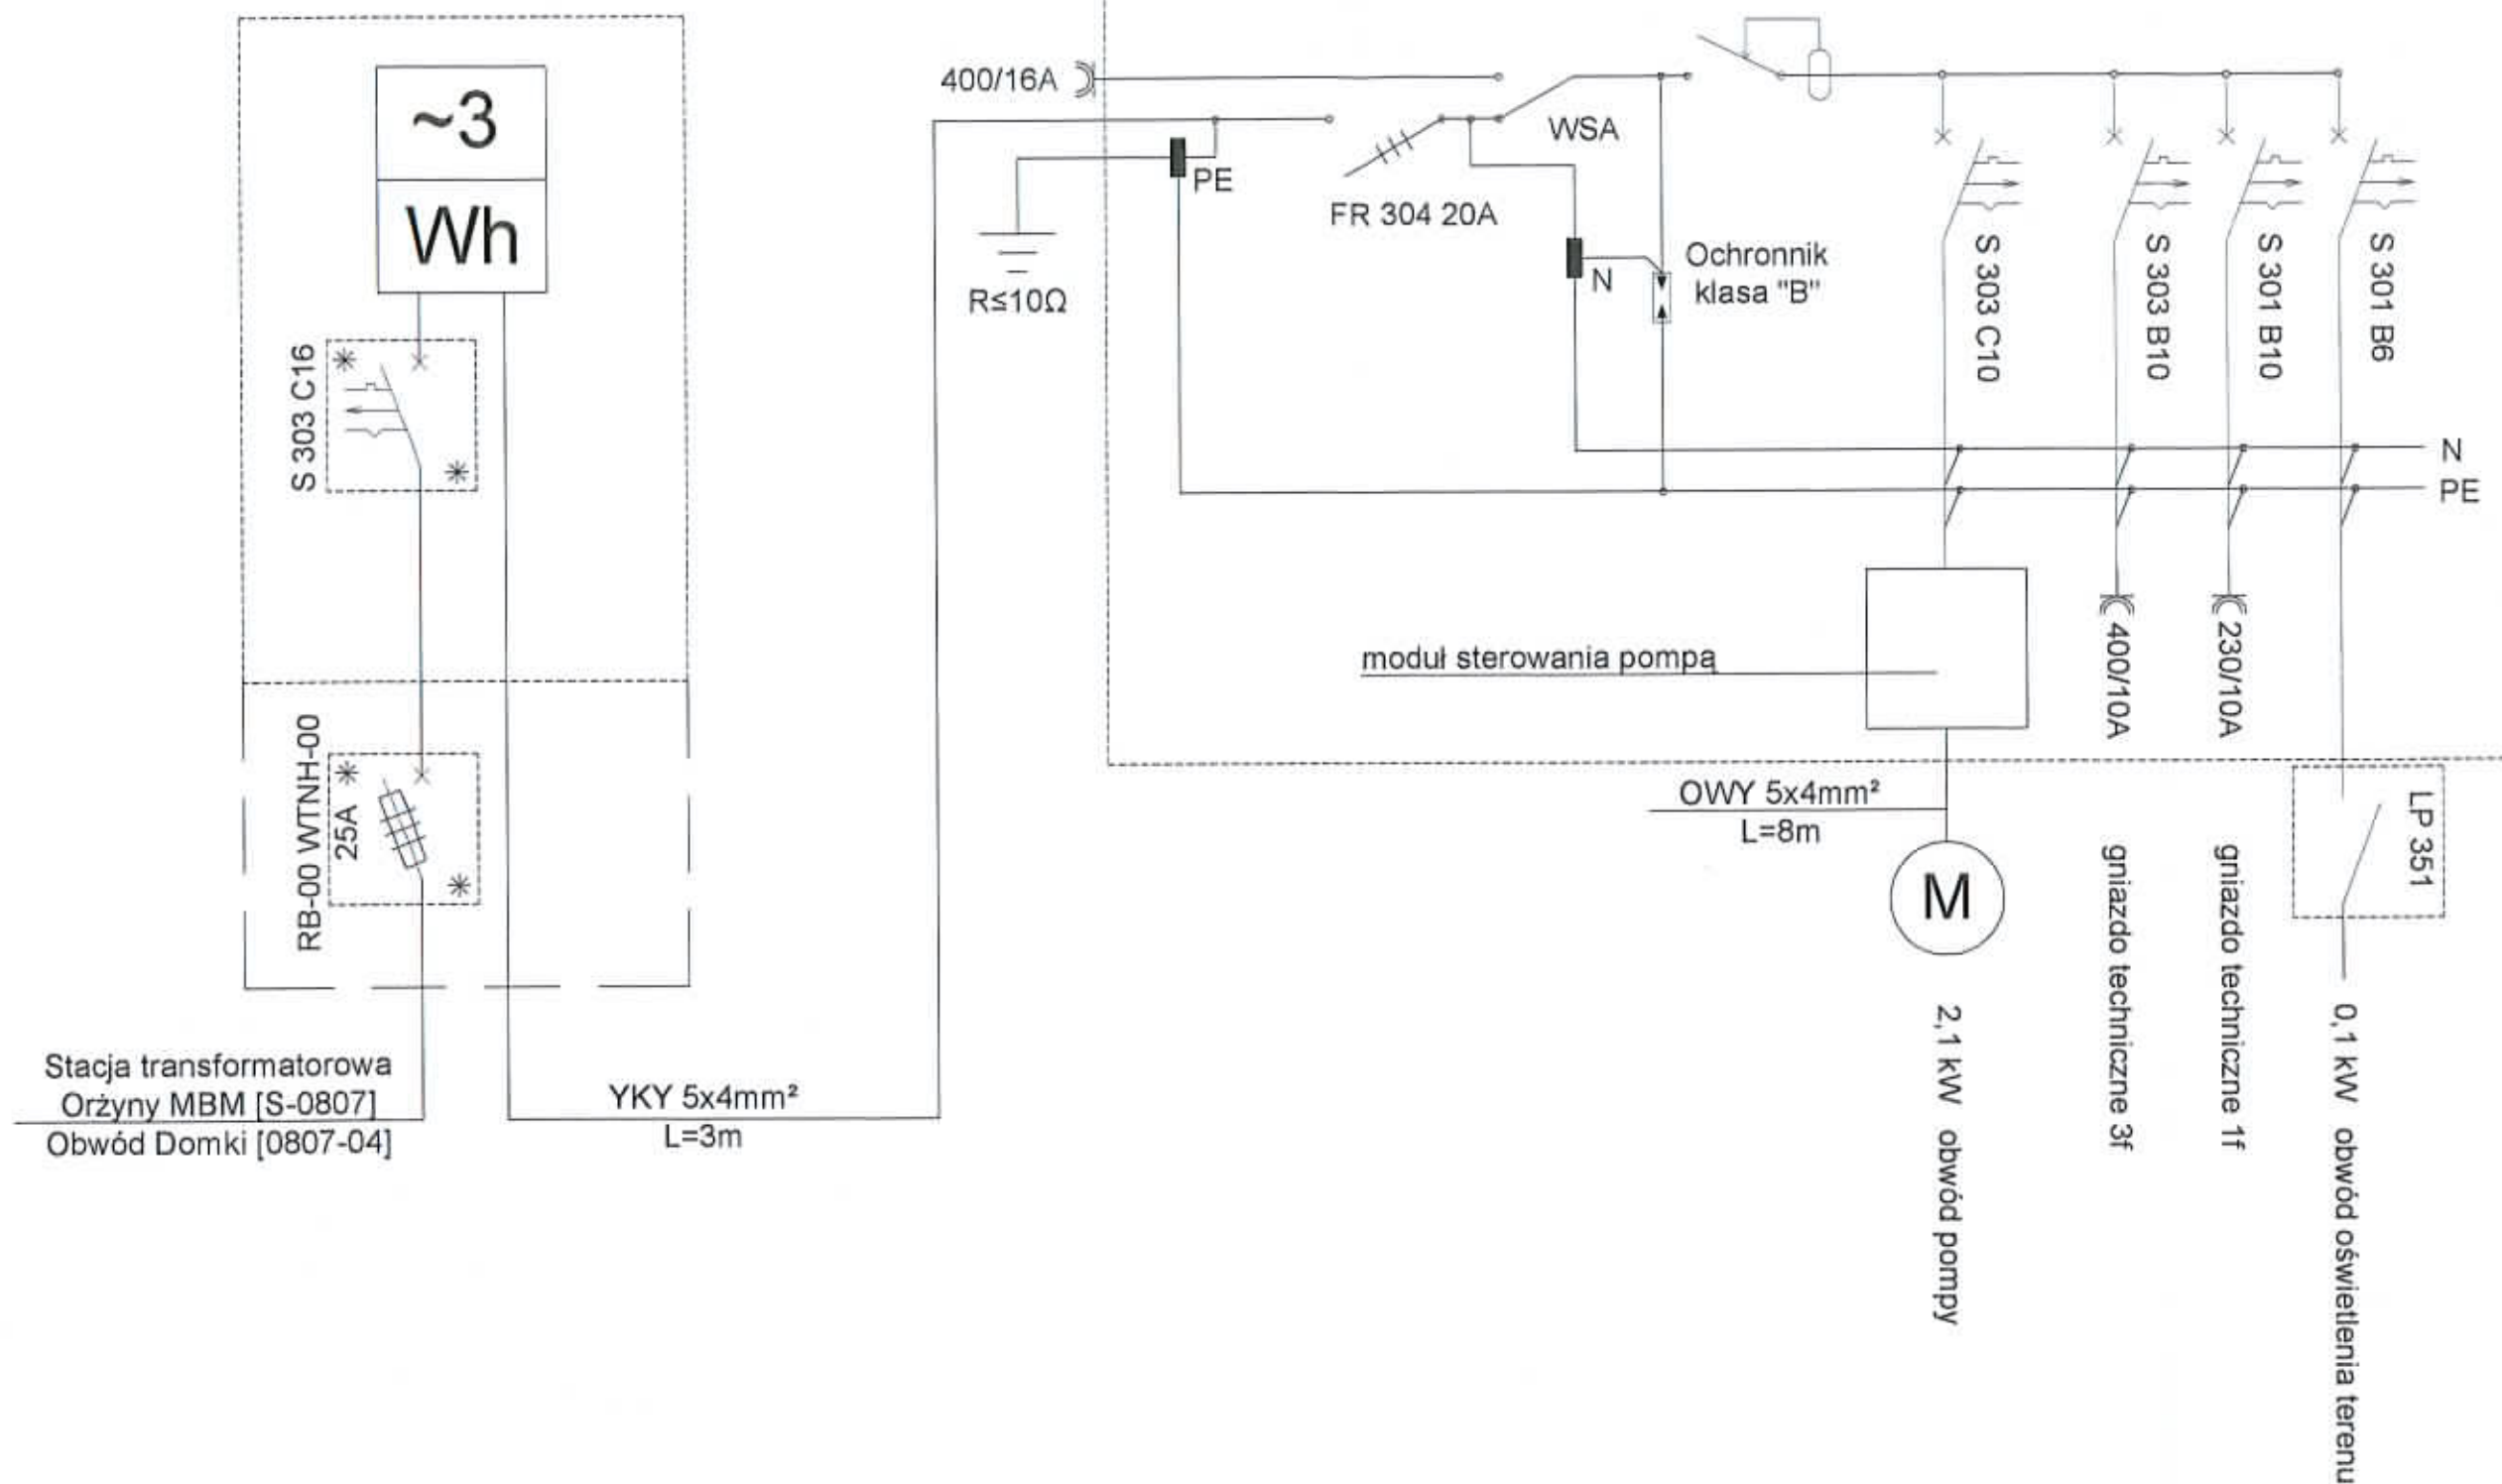 ~3
Wh
S 303 C16
RB-00 WTNH-00
25A
Stacja transformatorowa
Orżyny MBM [S-0807]
Obwód Domki [0807-04]
YKY 5x4mm²
L=3m
400/16A
PE
R≤10Ω
FR 304 20A
WSA
N
Ochronnik
klasa "B"
S 303 C10
S 303 B10
S 301 B10
S 301 B6
N
PE
moduł sterowania pompą
400/10A
230/10A
OWY 5x4mm²
L=8m
M
LP 351
2,1 kW obwód pompy
gniazdo techniczne 3f
gniazdo techniczne 1f
0,1 kW obwód oświetlenia terenu